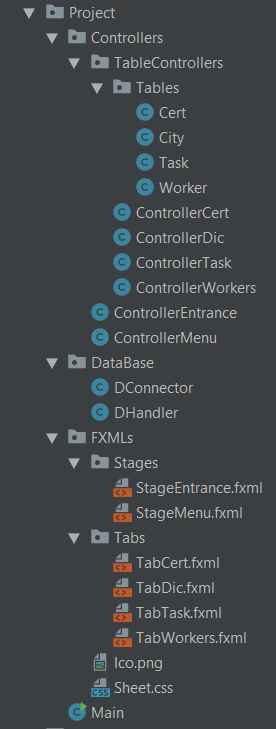 Project
Controllers
TableControllers
Tables
Cert
City
Task
Worker
ControllerCert
ControllerDic
ControllerTask
ControllerWorkers
ControllerEntrance
ControllerMenu
DataBase
DConnector
DHandler
FXMLs
Stages
StageEntrance.fxml
StageMenu.fxml
Tabs
TabCert.fxml
TabDic.fxml
TabTask.fxml
TabWorkers.fxml
Ico.png
Sheet.css
Main